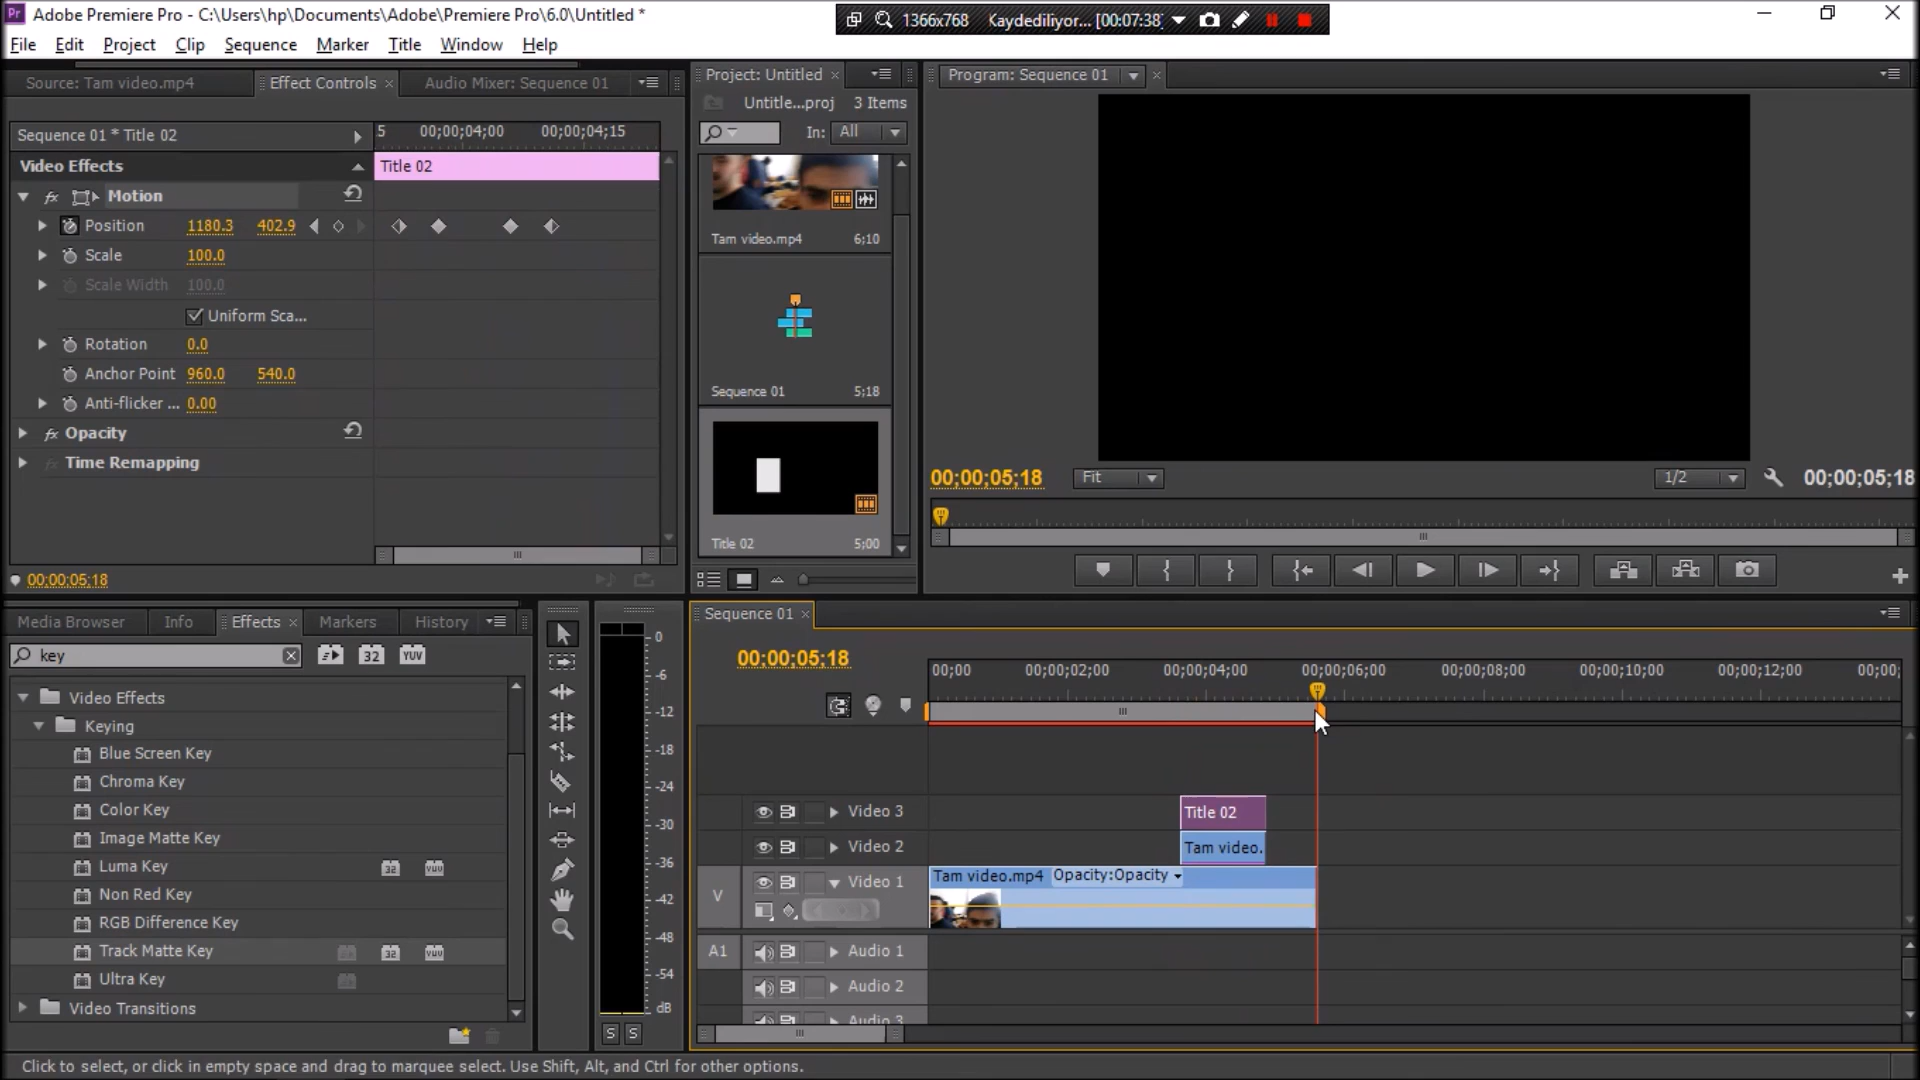 Adobe Premiere Pro - C:\Users\hp\Documents\Adobe\Premiere Pro\6.0\Untitled *
1366x768 Kaydediliyor... [00:07:38]
File Edit Project Clip Sequence Marker Title Window Help
Source: Tam video.mp4 Effect Controls Audio Mixer: Sequence 01
Sequence 01 * Title 02
5 00;00;04;00 00;00;04;15
Video Effects
Title 02
fx Motion
Position 1180.3 402.9
Scale 100.0
Scale Width 100.0
Uniform Sca...
Rotation 0.0
Anchor Point 960.0 540.0
Anti-flicker ... 0.00
fx Opacity
fx Time Remapping
00;00;05;18
Project: Untitled
Untitle...proj 3 Items
In: All
Tam video.mp4 6;10
Sequence 01 5;18
Title 02 5;00
Program: Sequence 01
00;00;05;18 Fit 1/2 00;00;05;18
Media Browser Info Effects Markers History
key
32 YUV
Video Effects
Keying
Blue Screen Key
Chroma Key
Color Key
Image Matte Key
Luma Key 32 YUV
Non Red Key
RGB Difference Key
Track Matte Key 32 YUV
Ultra Key
Video Transitions
0
-6
-12
-18
-24
-30
-36
-42
-48
-54
dB
S S
Sequence 01
00;00;05;18
00;00 00;00;02;00 00;00;04;00 00;00;06;00 00;00;08;00 00;00;10;00 00;00;12;00 00;00;
Video 3 Title 02
Video 2 Tam video.
V Video 1 Tam video.mp4 Opacity:Opacity
A1 Audio 1
Audio 2
Audio 3
Click to select, or click in empty space and drag to marquee select. Use Shift, Alt, and Ctrl for other options.